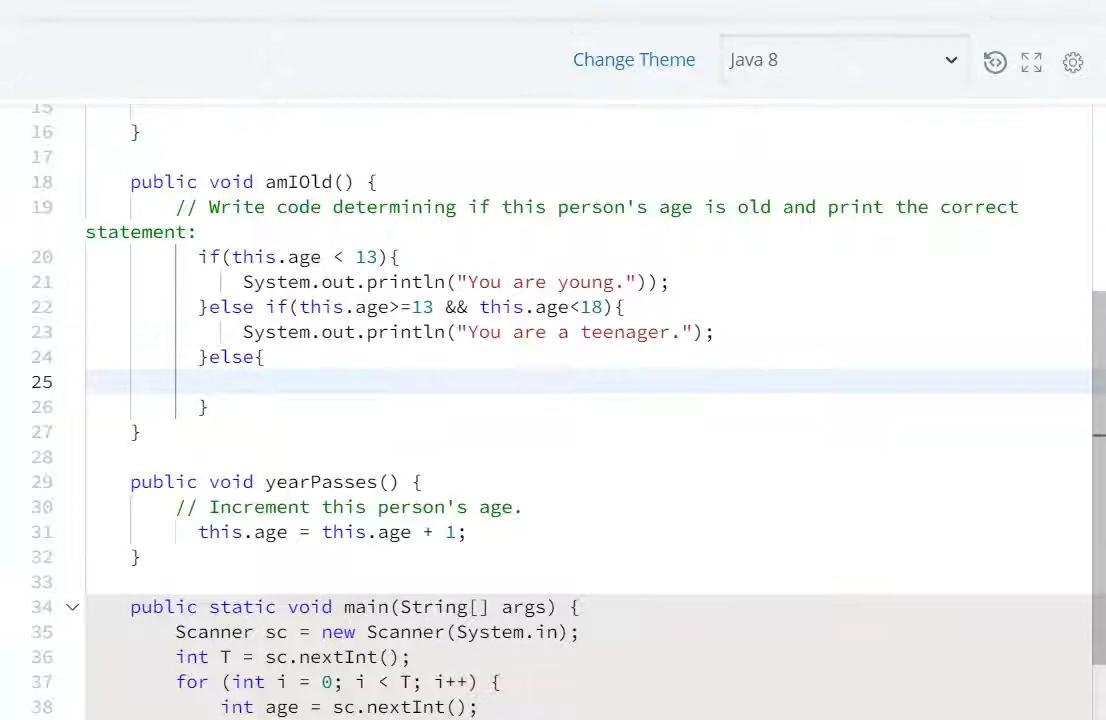 Change Theme Java 8
15
16 }
17
18 public void amIOld() {
19 // Write code determining if this person's age is old and print the correct
statement:
20 if(this.age < 13){
21 System.out.println("You are young."));
22 }else if(this.age>=13 && this.age<18){
23 System.out.println("You are a teenager.");
24 }else{
25
26 }
27 }
28
29 public void yearPasses() {
30 // Increment this person's age.
31 this.age = this.age + 1;
32 }
33
34 public static void main(String[] args) {
35 Scanner sc = new Scanner(System.in);
36 int T = sc.nextInt();
37 for (int i = 0; i < T; i++) {
38 int age = sc.nextInt();